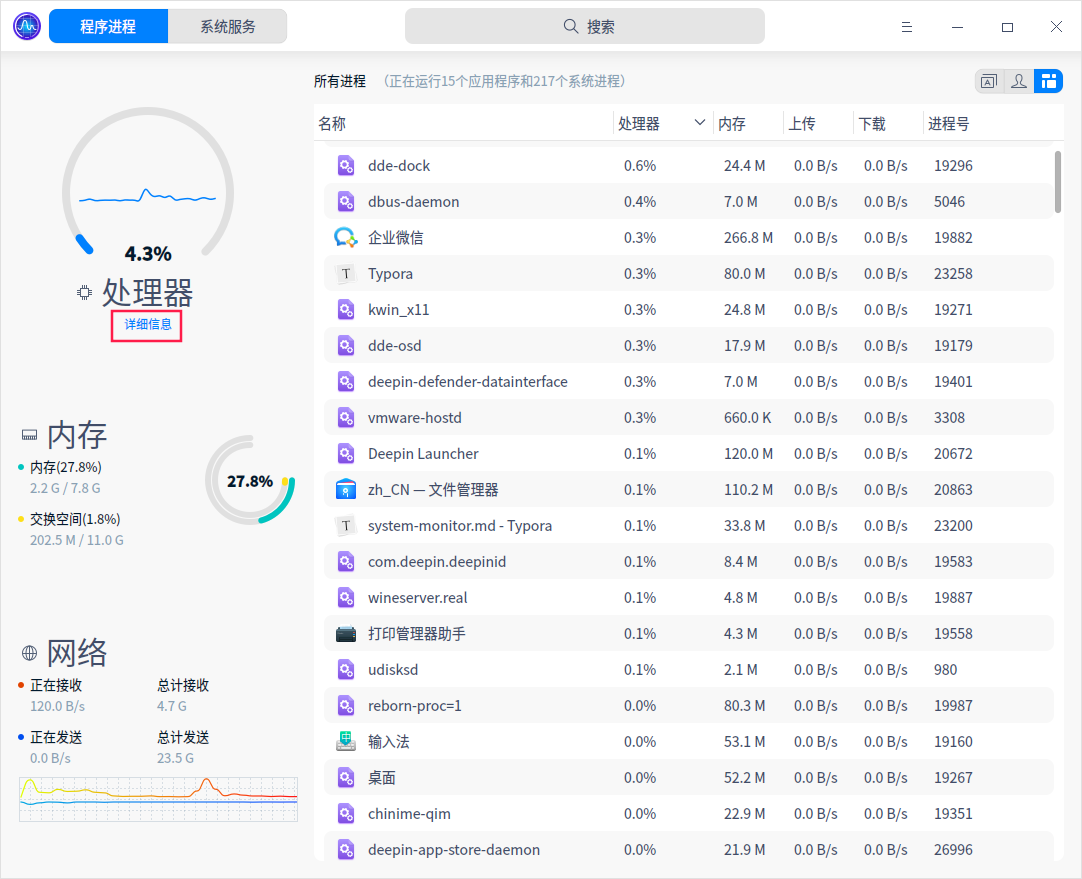 程序进程 系统服务 搜索
所有进程 (正在运行15个应用程序和217个系统进程)
4.3%
处理器
详细信息
内存
内存(27.8%)
2.2 G / 7.8 G
交换空间(1.8%)
202.5 M / 11.0 G
27.8%
网络
正在接收 总计接收
120.0 B/s 4.7 G
正在发送 总计发送
0.0 B/s 23.5 G
名称 处理器 内存 上传 下载 进程号
dde-dock 0.6% 24.4 M 0.0 B/s 0.0 B/s 19296
dbus-daemon 0.4% 7.0 M 0.0 B/s 0.0 B/s 5046
企业微信 0.3% 266.8 M 0.0 B/s 0.0 B/s 19882
T Typora 0.3% 80.0 M 0.0 B/s 0.0 B/s 23258
kwin_x11 0.3% 24.8 M 0.0 B/s 0.0 B/s 19271
dde-osd 0.3% 17.9 M 0.0 B/s 0.0 B/s 19179
deepin-defender-datainterface 0.3% 7.0 M 0.0 B/s 0.0 B/s 19401
vmware-hostd 0.3% 660.0 K 0.0 B/s 0.0 B/s 3308
Deepin Launcher 0.1% 120.0 M 0.0 B/s 0.0 B/s 20672
zh_CN — 文件管理器 0.1% 110.2 M 0.0 B/s 0.0 B/s 20863
T system-monitor.md - Typora 0.1% 33.8 M 0.0 B/s 0.0 B/s 23200
com.deepin.deepinid 0.1% 8.4 M 0.0 B/s 0.0 B/s 19583
wineserver.real 0.1% 4.8 M 0.0 B/s 0.0 B/s 19887
打印管理器助手 0.1% 4.3 M 0.0 B/s 0.0 B/s 19558
udisksd 0.1% 2.1 M 0.0 B/s 0.0 B/s 980
reborn-proc=1 0.0% 80.3 M 0.0 B/s 0.0 B/s 19987
输入法 0.0% 53.1 M 0.0 B/s 0.0 B/s 19160
桌面 0.0% 52.2 M 0.0 B/s 0.0 B/s 19267
chinime-qim 0.0% 22.9 M 0.0 B/s 0.0 B/s 19351
deepin-app-store-daemon 0.0% 21.9 M 0.0 B/s 0.0 B/s 26996